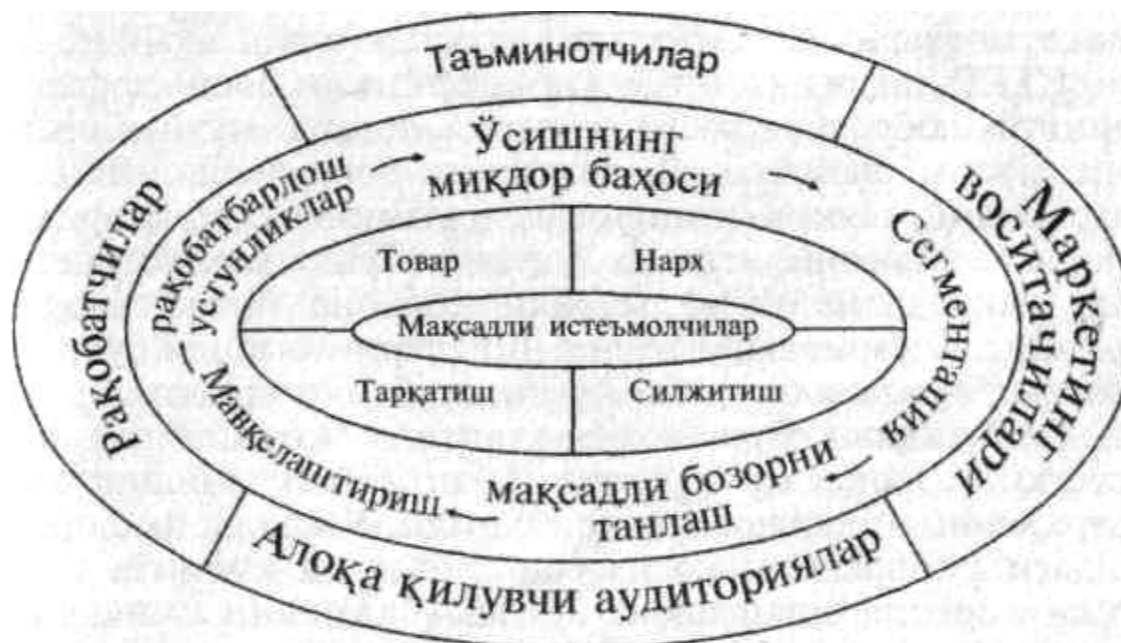 Таъминотчилар
Ўсишнинг
миқдор баҳоси
рақобатбардош
устунликлар
Рақобатчилар
Маркетинг
воситачилари
Сегментация
Товар
Нарх
Мақсадли истеъмолчилар
Тарқатиш
Силжитиш
Мавқелаштириш
мақсадли бозорни
танлаш
Алоқа қилувчи аудиториялар